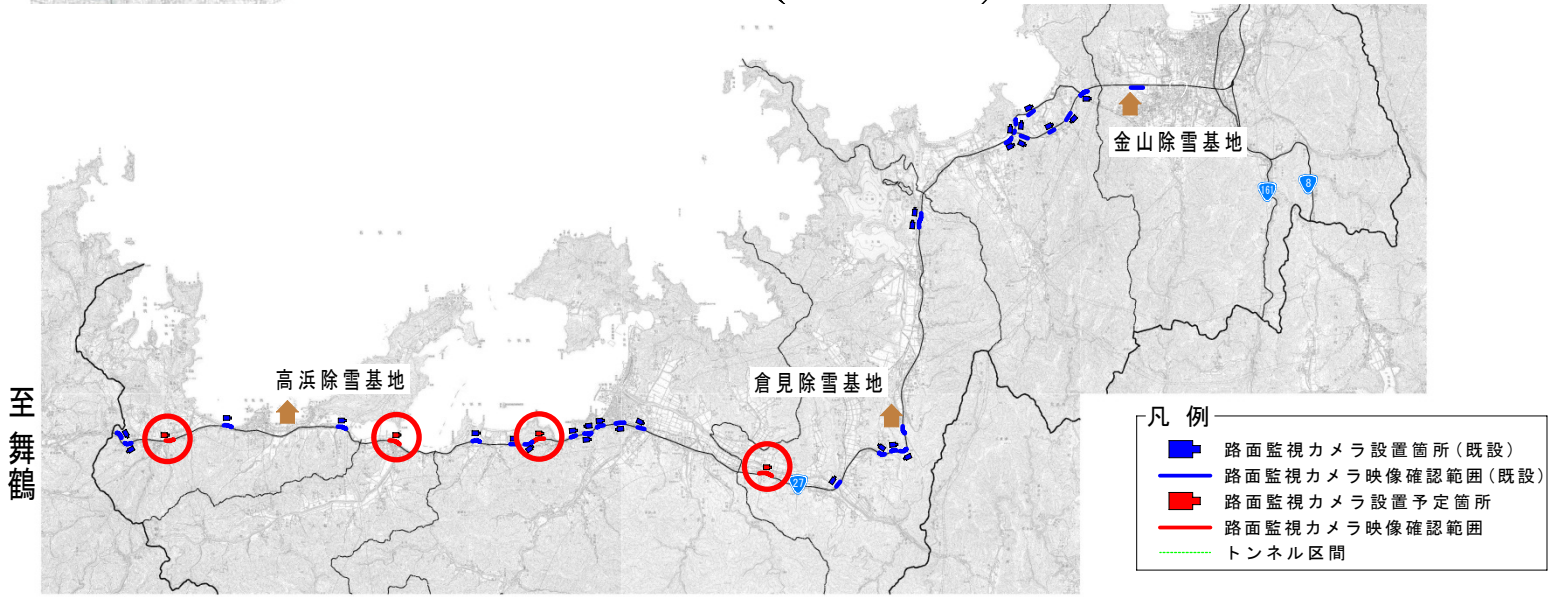 金山除雪基地
161
8
高浜除雪基地
倉見除雪基地
至舞鶴
27
凡例
路面監視カメラ設置箇所(既設)
路面監視カメラ映像確認範囲(既設)
路面監視カメラ設置予定箇所
路面監視カメラ映像確認範囲
トンネル区間